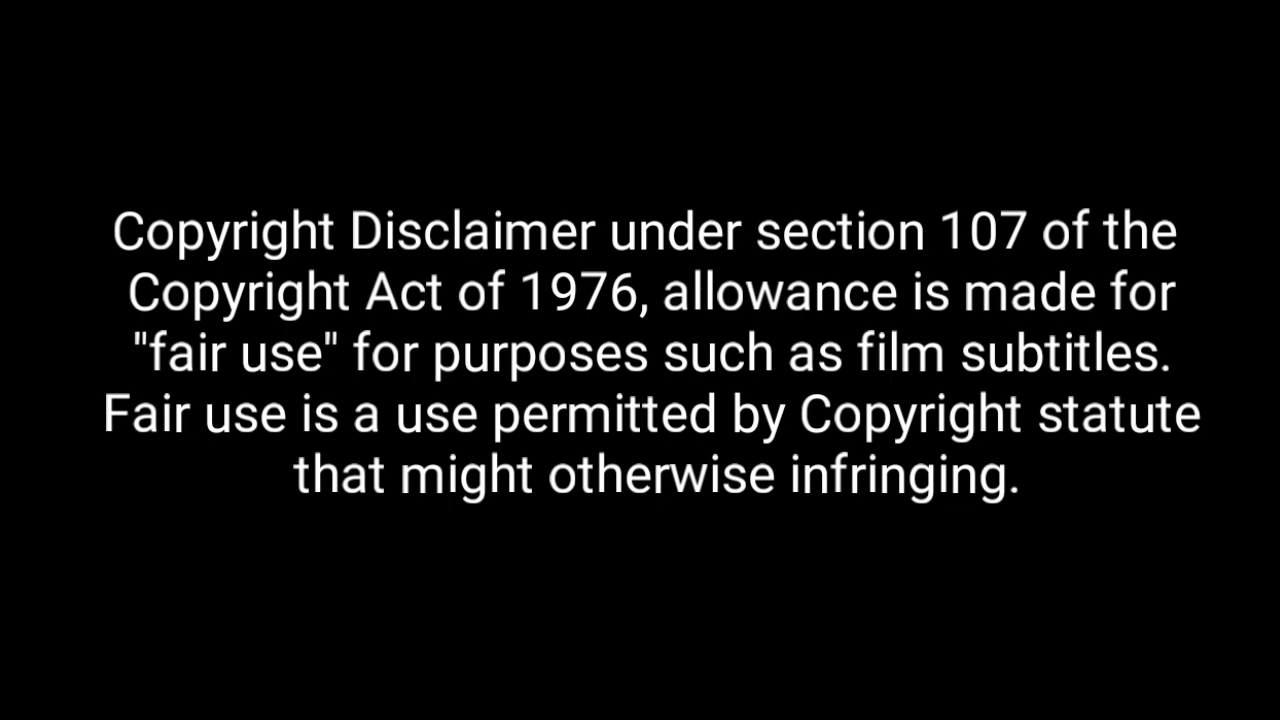 Copyright Disclaimer under section 107 of the
Copyright Act of 1976, allowance is made for
"fair use" for purposes such as film subtitles.
Fair use is a use permitted by Copyright statute
that might otherwise infringing.